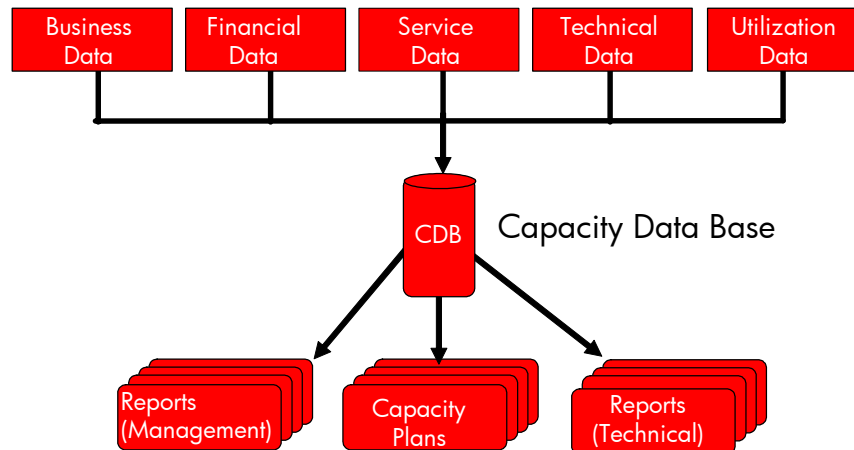 Business
Data
Financial
Data
Service
Data
Technical
Data
Utilization
Data
CDB
Capacity Data Base
Reports
(Management)
Capacity
Plans
Reports
(Technical)